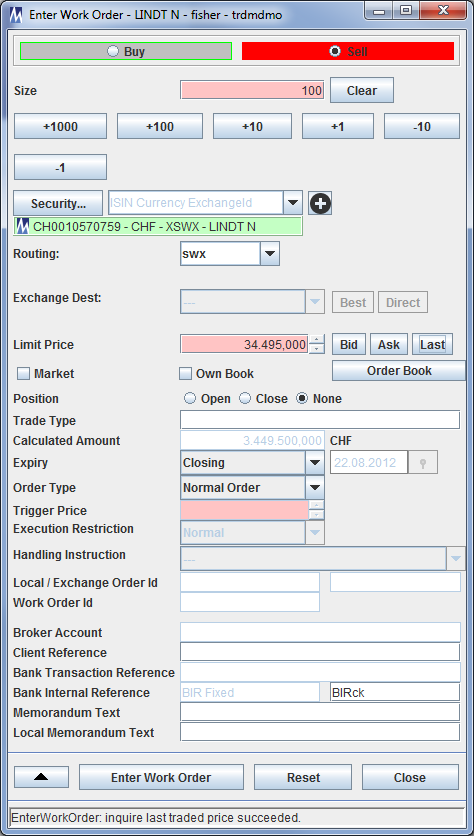 Enter Work Order - LINDT N - fisher - trdmdmo
Buy Sell
Size 100 Clear
+1000 +100 +10 +1 -10
-1
Security... ISIN Currency ExchangeId
CH0010570759 - CHF - XSWX - LINDT N
Routing: swx
Exchange Dest: --- Best Direct
Limit Price 34.495,000 Bid Ask Last
Market Own Book Order Book
Position Open Close None
Trade Type
Calculated Amount 3.449.500,000 CHF
Expiry Closing 22.08.2012
Order Type Normal Order
Trigger Price
Execution Restriction Normal
Handling Instruction ---
Local / Exchange Order Id
Work Order Id
Broker Account
Client Reference
Bank Transaction Reference
Bank Internal Reference BIR Fixed BIRck
Memorandum Text
Local Memorandum Text
Enter Work Order Reset Close
EnterWorkOrder: inquire last traded price succeeded.